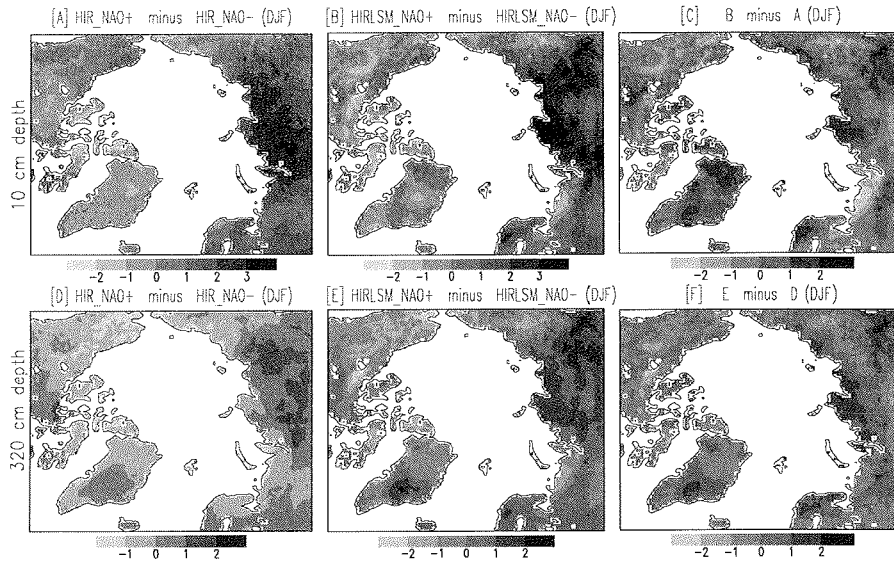 [A] HIR_NAO+ minus HIR_NAO- (DJF)
[B] HIRLSM_NAO+ minus HIRLSM_NAO- (DJF)
[C] B minus A (DJF)
10 cm depth
-2 -1 0 1 2 3
-2 -1 0 1 2 3
-2 -1 0 1 2
[D] HIR_NAO+ minus HIR_NAO- (DJF)
[E] HIRLSM_NAO+ minus HIRLSM_NAO- (DJF)
[F] E minus D (DJF)
320 cm depth
-1 0 1 2
-2 -1 0 1 2
-2 -1 0 1 2